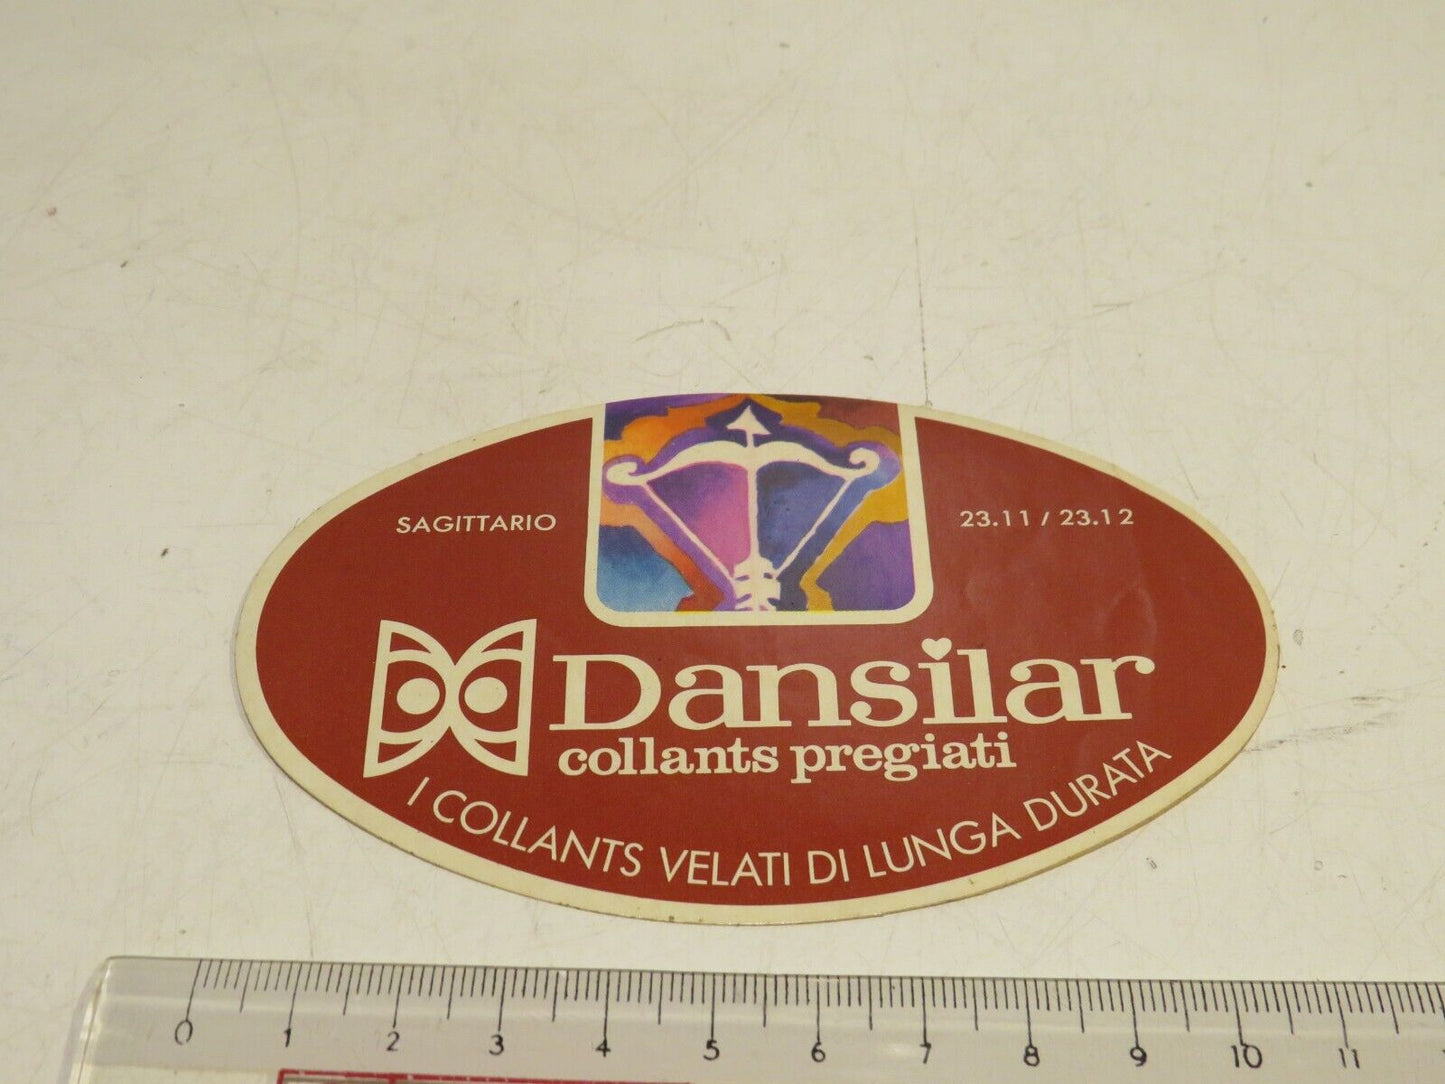 SAGITTARIO
23.11 / 23.12
Dansilar
collants pregiati
I COLLANTS VELATI DI LUNGA DURATA
0 1 2 3 4 5 6 7 8 9 10 11